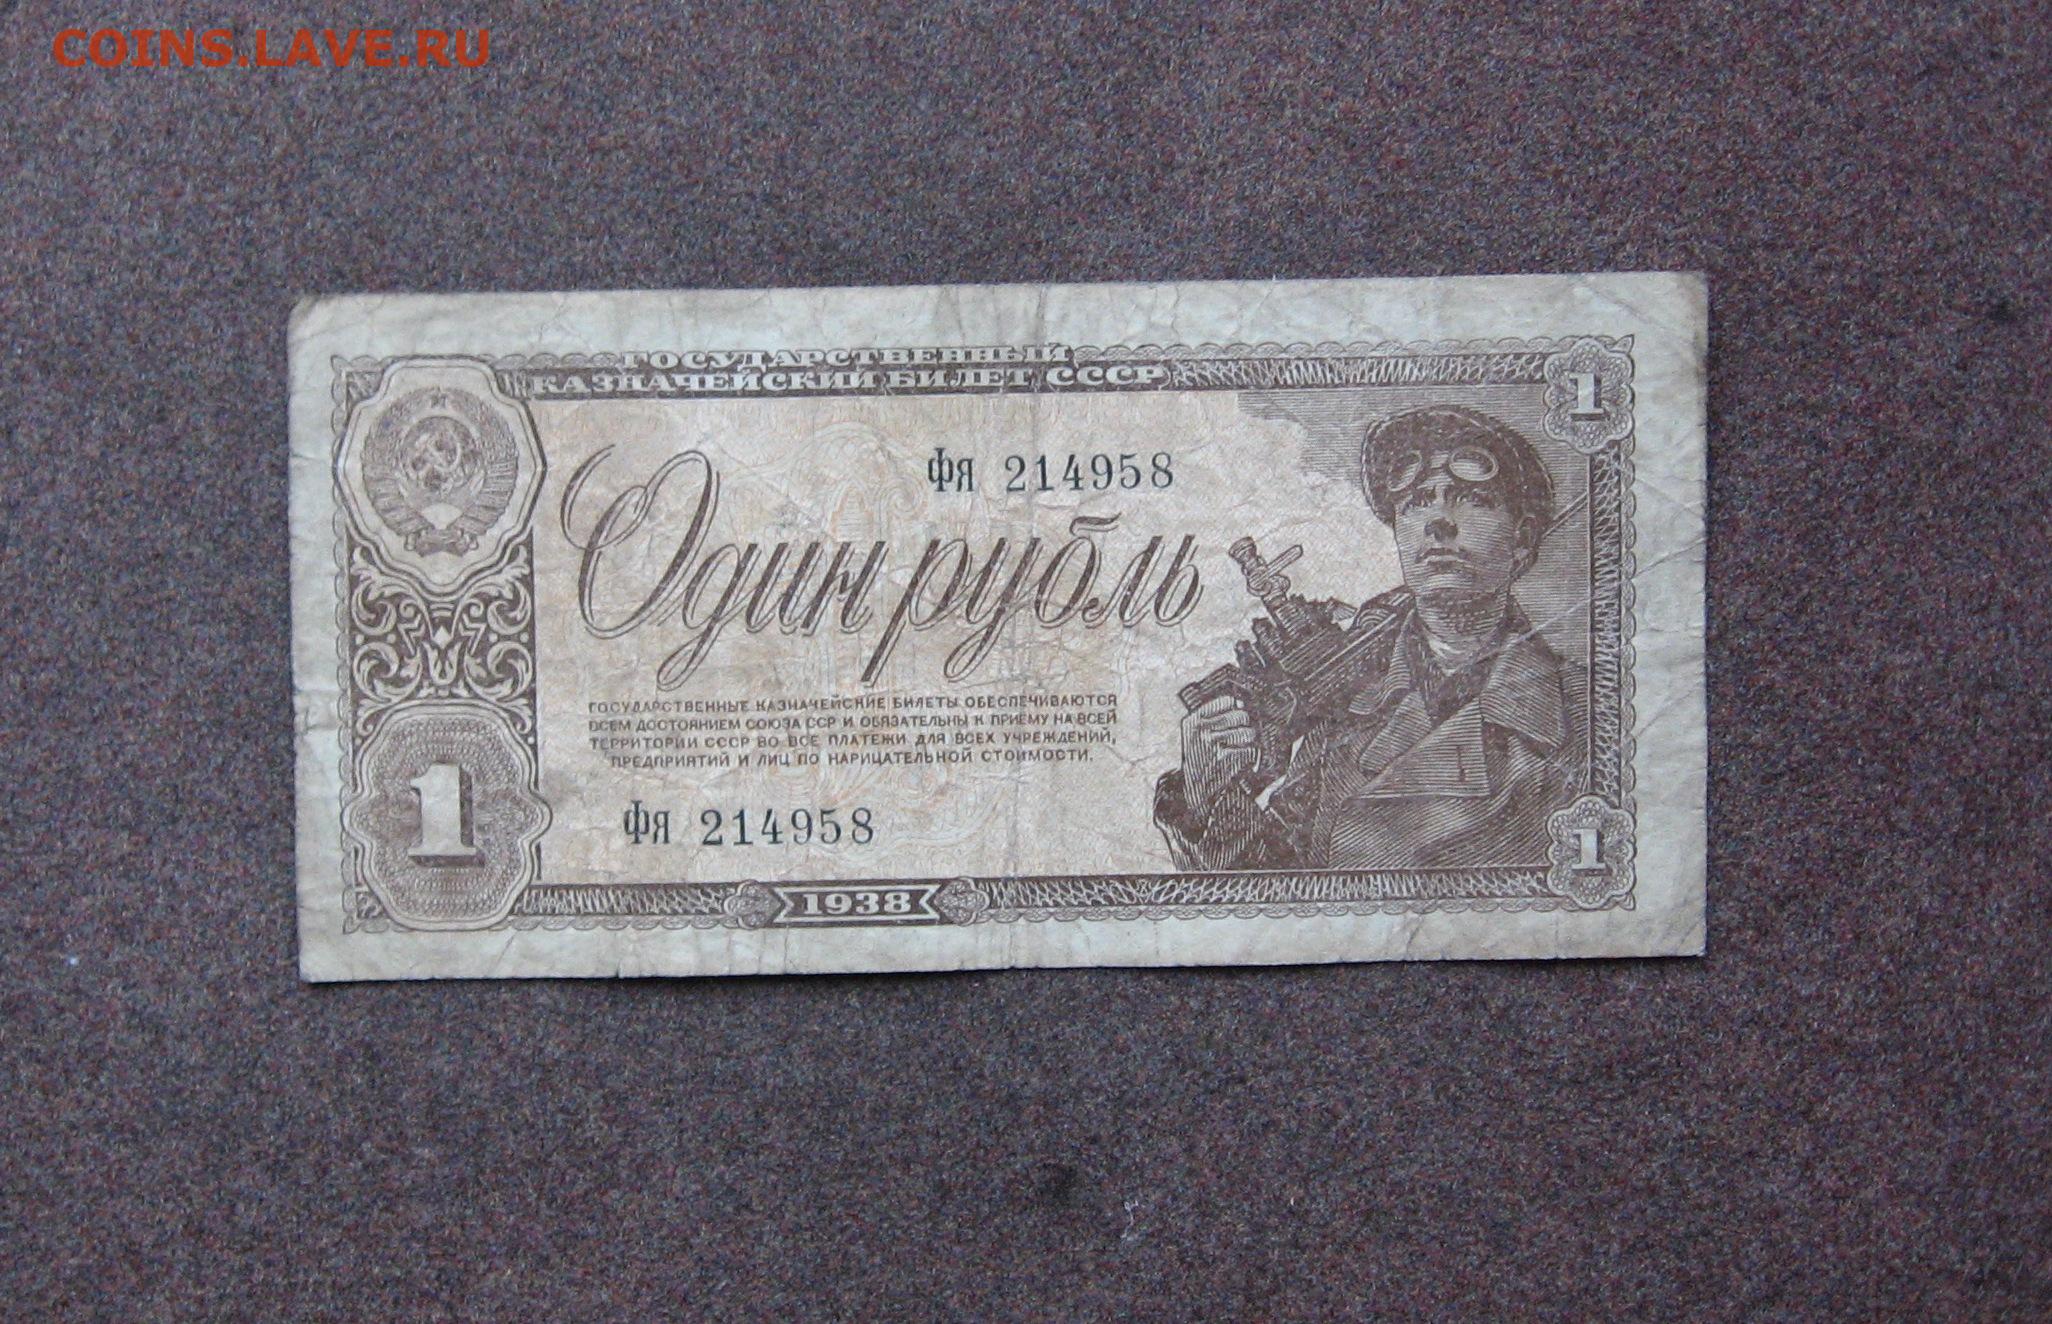 COINS.LAVE.RU
ГОСУДАРСТВЕННЫЙ
КАЗНАЧЕЙСКИЙ БИЛЕТ СССР
1
Фя 214958
Один рубль
ГОСУДАРСТВЕННЫЕ КАЗНАЧЕЙСКИЕ БИЛЕТЫ ОБЕСПЕЧИВАЮТСЯ
ВСЕМ ДОСТОЯНИЕМ СОЮЗА ССР И ОБЯЗАТЕЛЬНЫ К ПРИЕМУ НА ВСЕЙ
ТЕРРИТОРИИ СССР ВО ВСЕ ПЛАТЕЖИ ДЛЯ ВСЕХ УЧРЕЖДЕНИЙ,
ПРЕДПРИЯТИЙ И ЛИЦ ПО НАРИЦАТЕЛЬНОЙ СТОИМОСТИ.
1
ФЯ 214958
1
1938